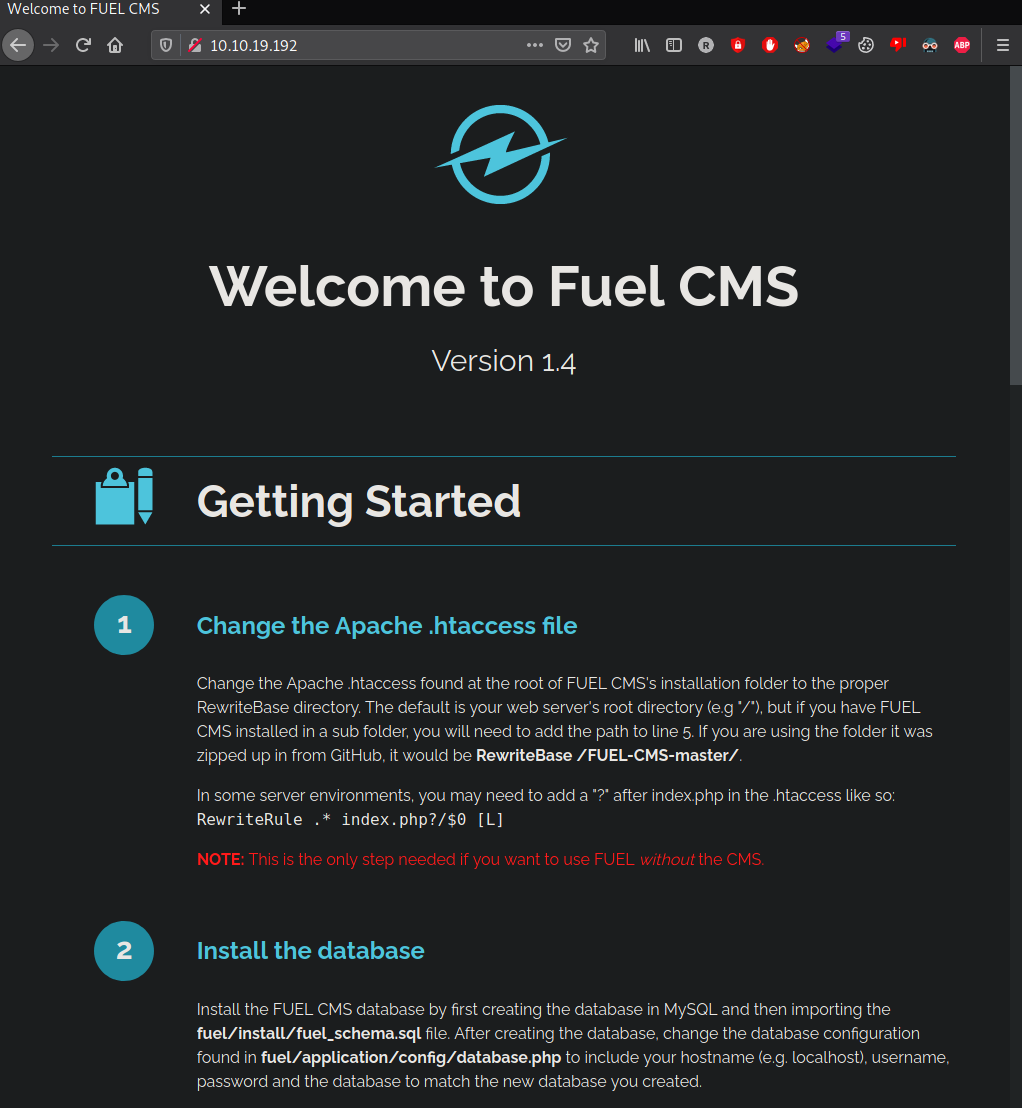 Welcome to FUEL CMS
10.10.19.192
R
5
ABP
Welcome to Fuel CMS
Version 1.4
Getting Started
1
Change the Apache .htaccess file
Change the Apache .htaccess found at the root of FUEL CMS's installation folder to the proper
RewriteBase directory. The default is your web server's root directory (e.g "/"), but if you have FUEL
CMS installed in a sub folder, you will need to add the path to line 5. If you are using the folder it was
zipped up in from GitHub, it would be RewriteBase /FUEL-CMS-master/.
In some server environments, you may need to add a "?" after index.php in the .htaccess like so:
RewriteRule .* index.php?/$0 [L]
NOTE: This is the only step needed if you want to use FUEL without the CMS.
2
Install the database
Install the FUEL CMS database by first creating the database in MySQL and then importing the
fuel/install/fuel_schema.sql file. After creating the database, change the database configuration
found in fuel/application/config/database.php to include your hostname (e.g. localhost), username,
password and the database to match the new database you created.